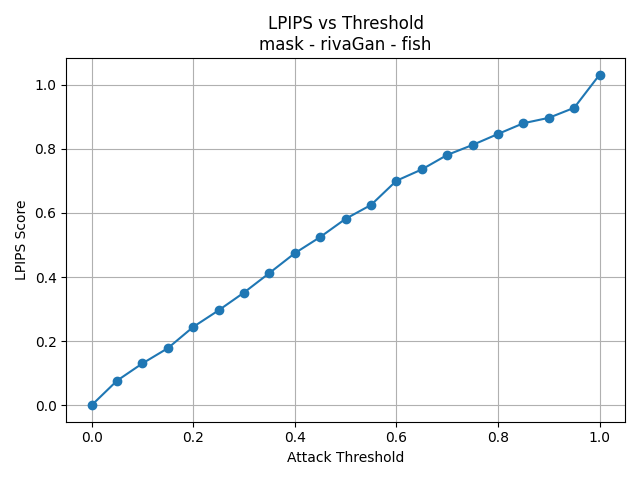 LPIPS vs Threshold
mask - rivaGan - fish
LPIPS Score
1.0
0.8
0.6
0.4
0.2
0.0
0.0 0.2 0.4 0.6 0.8 1.0
Attack Threshold